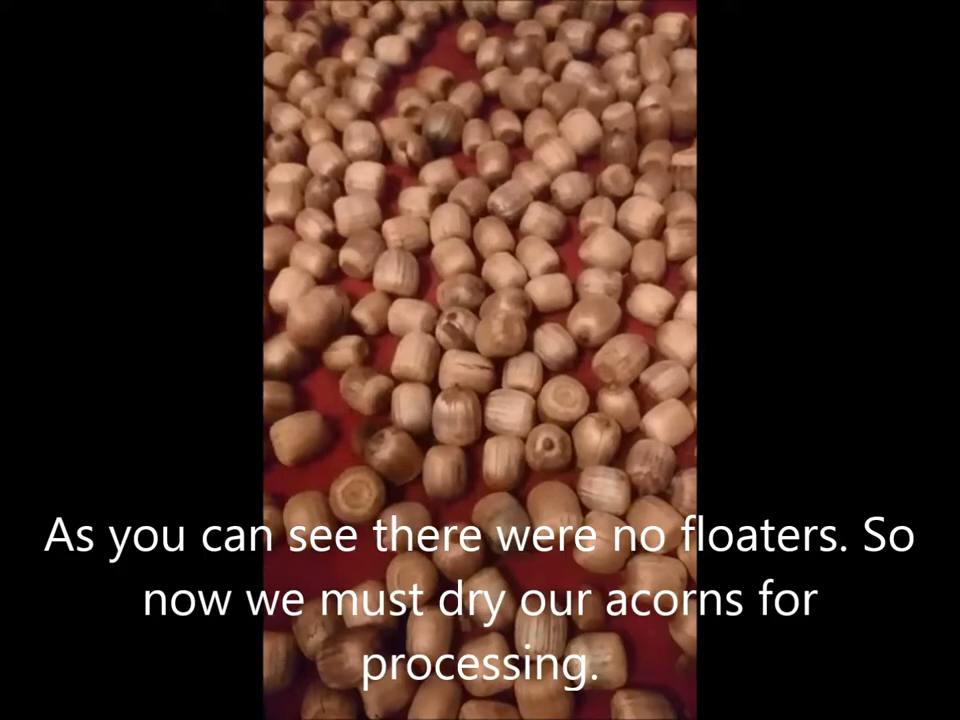 As you can see there were no floaters. So
now we must dry our acorns for
processing.